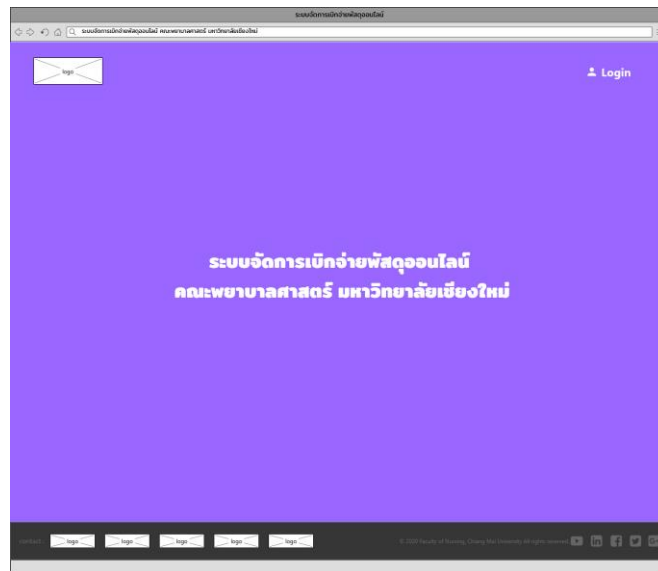 ระบบจัดการเบิกจ่ายพัสดุออนไลน์
ระบบจัดการเบิกจ่ายพัสดุออนไลน์ คณะพยาบาลศาสตร์ มหาวิทยาลัยเชียงใหม่
logo
Login
ระบบจัดการเบิกจ่ายพัสดุออนไลน์
คณะพยาบาลศาสตร์ มหาวิทยาลัยเชียงใหม่
contact : logo logo logo logo logo © 2020 Faculty of Nursing, Chiang Mai University All rights reserved